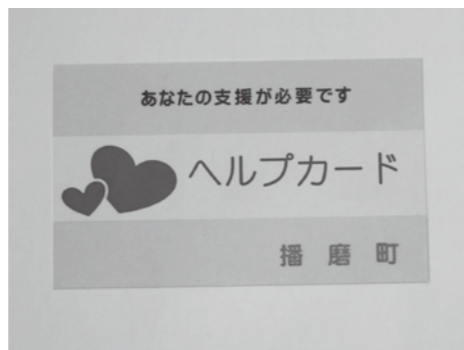 あなたの支援が必要です
ヘルプカード
播磨町